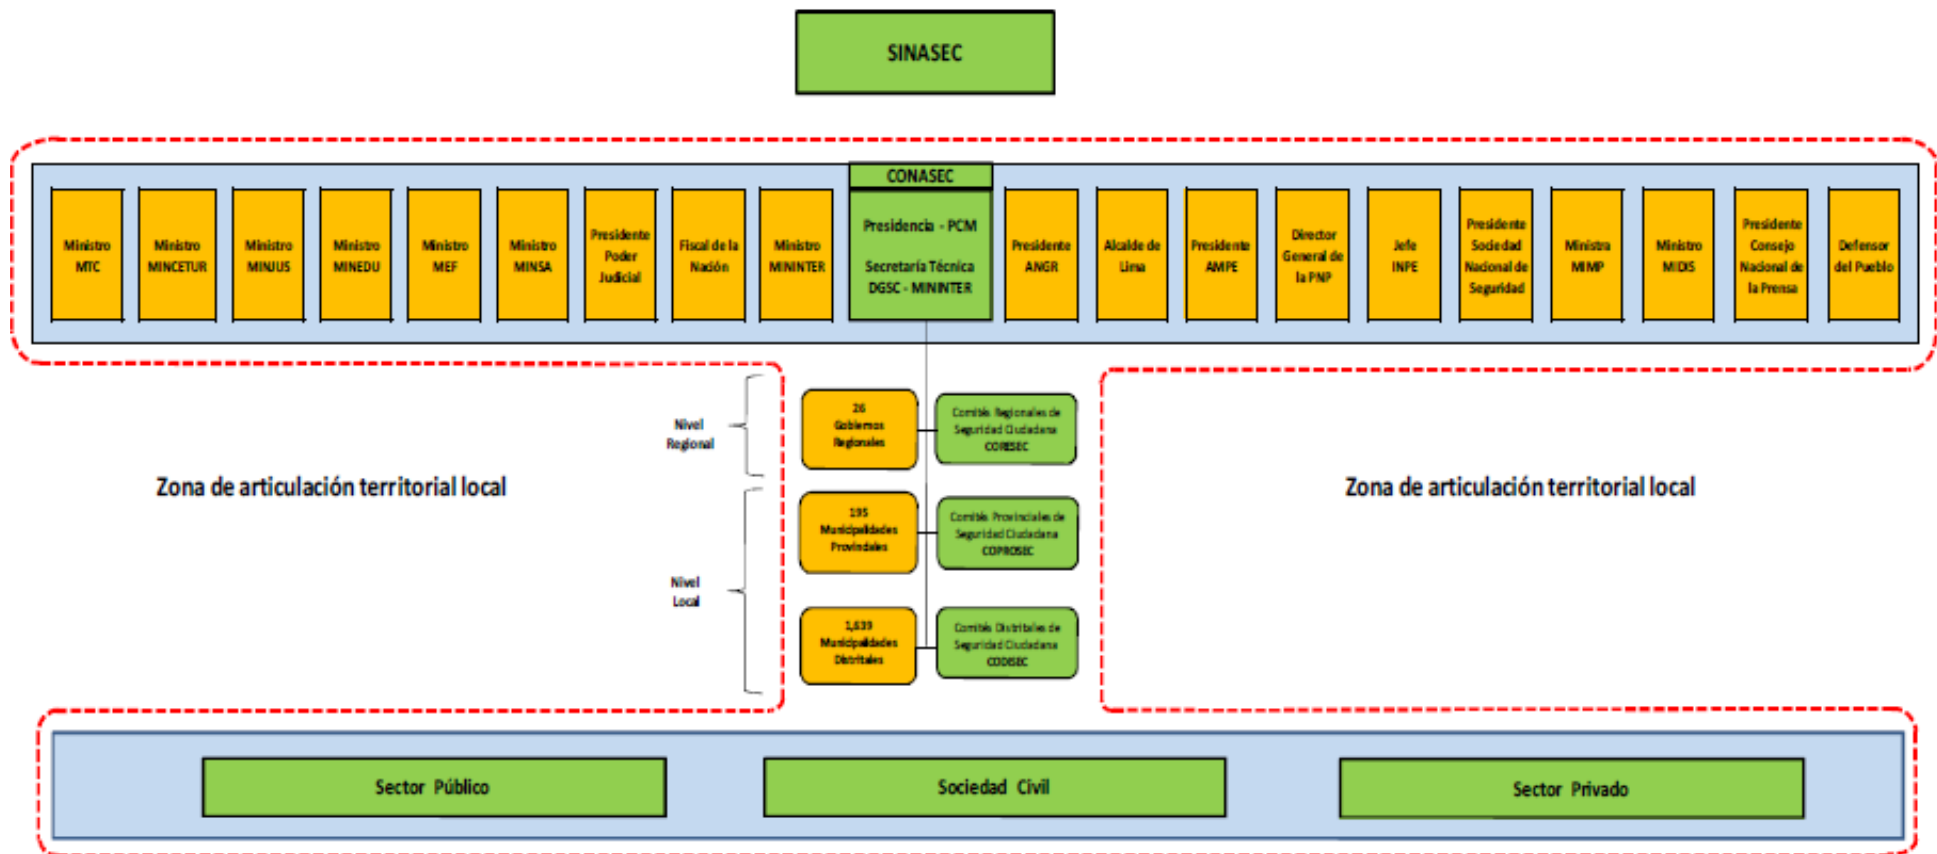 SINASEC
CONASEC
Ministro
MTC
Ministro
MINCETUR
Ministro
MINJUS
Ministro
MINEDU
Ministro
MEF
Ministro
MINSA
Presidente
Poder
Judicial
Fiscal de la
Nación
Ministro
MININTER
Presidencia - PCM
Secretaría Técnica
DGSC - MININTER
Presidente
ANGR
Alcalde de
Lima
Presidente
AMPE
Director
General de
la PNP
Jefe
INPE
Presidente
Sociedad
Nacional de
Seguridad
Ministra
MIMP
Ministro
MIDIS
Presidente
Consejo
Nacional de
la Prensa
Defensor
del Pueblo
Nivel
Regional
26
Gobiernos
Regionales
Comités Regionales de
Seguridad Ciudadana
CORESEC
Zona de articulación territorial local
Zona de articulación territorial local
195
Municipalidades
Provinciales
Comités Provinciales de
Seguridad Ciudadana
COPROSEC
Nivel
Local
1,639
Municipalidades
Distritales
Comités Distritales de
Seguridad Ciudadana
CODISEC
Sector Público
Sociedad Civil
Sector Privado